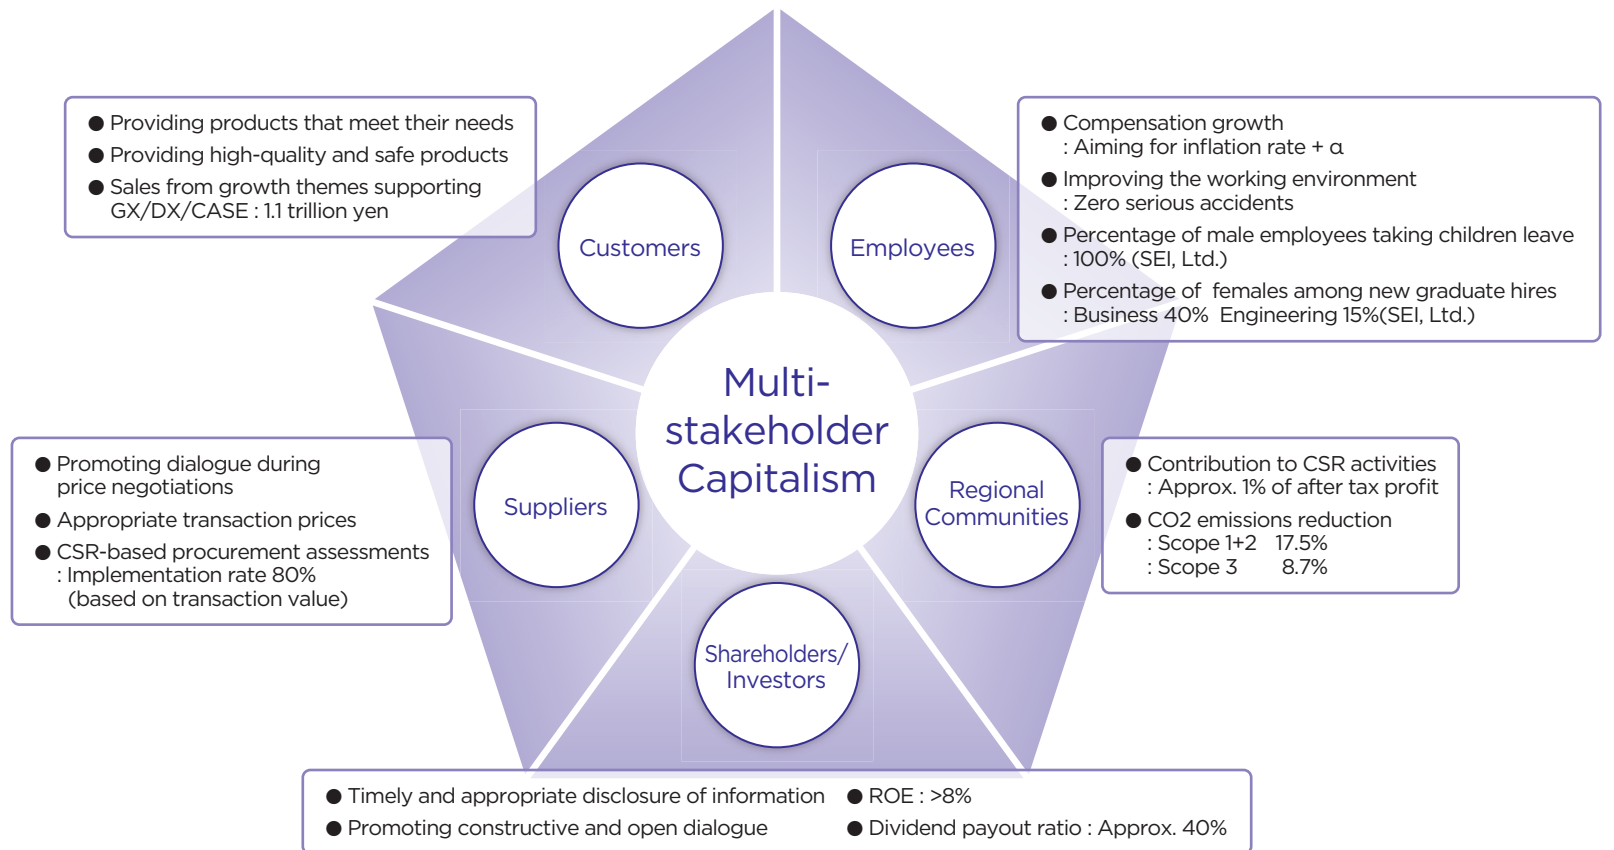 ● Providing products that meet their needs
● Providing high-quality and safe products
● Sales from growth themes supporting
GX/DX/CASE : 1.1 trillion yen
Customers
Employees
● Compensation growth
: Aiming for inflation rate + α
● Improving the working environment
: Zero serious accidents
● Percentage of male employees taking children leave
: 100% (SEI, Ltd.)
● Percentage of females among new graduate hires
: Business 40% Engineering 15%(SEI, Ltd.)
Multi-
stakeholder
Capitalism
● Promoting dialogue during
price negotiations
● Appropriate transaction prices
● CSR-based procurement assessments
: Implementation rate 80%
(based on transaction value)
Suppliers
Regional
Communities
● Contribution to CSR activities
: Approx. 1% of after tax profit
● CO2 emissions reduction
: Scope 1+2 17.5%
: Scope 3 8.7%
Shareholders/
Investors
● Timely and appropriate disclosure of information
● Promoting constructive and open dialogue
● ROE : >8%
● Dividend payout ratio : Approx. 40%